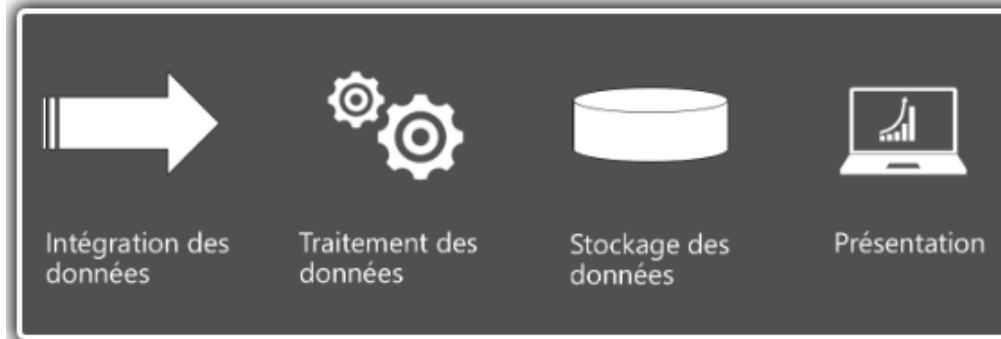 Intégration des
données
Traitement des
données
Stockage des
données
Présentation